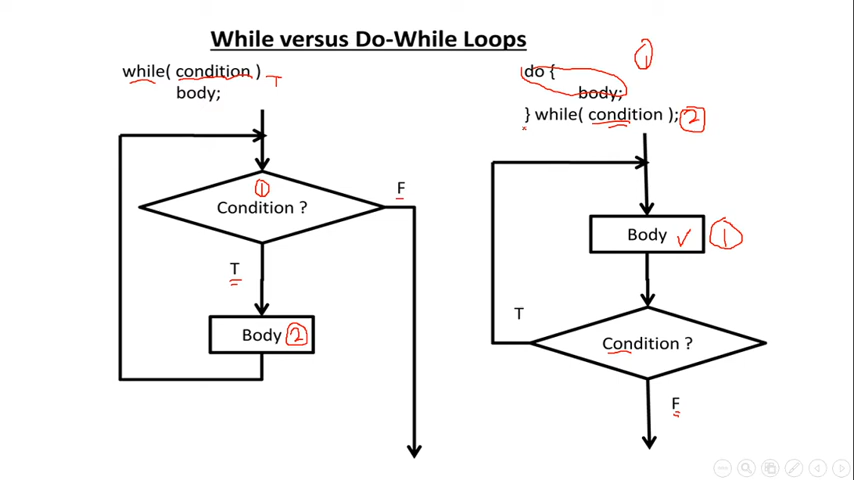 While versus Do-While Loops
while( condition )
T
body;
1
Condition ?
F
T
Body
2
1
do {
body;
} while( condition );
2
Body
1
T
Condition ?
F